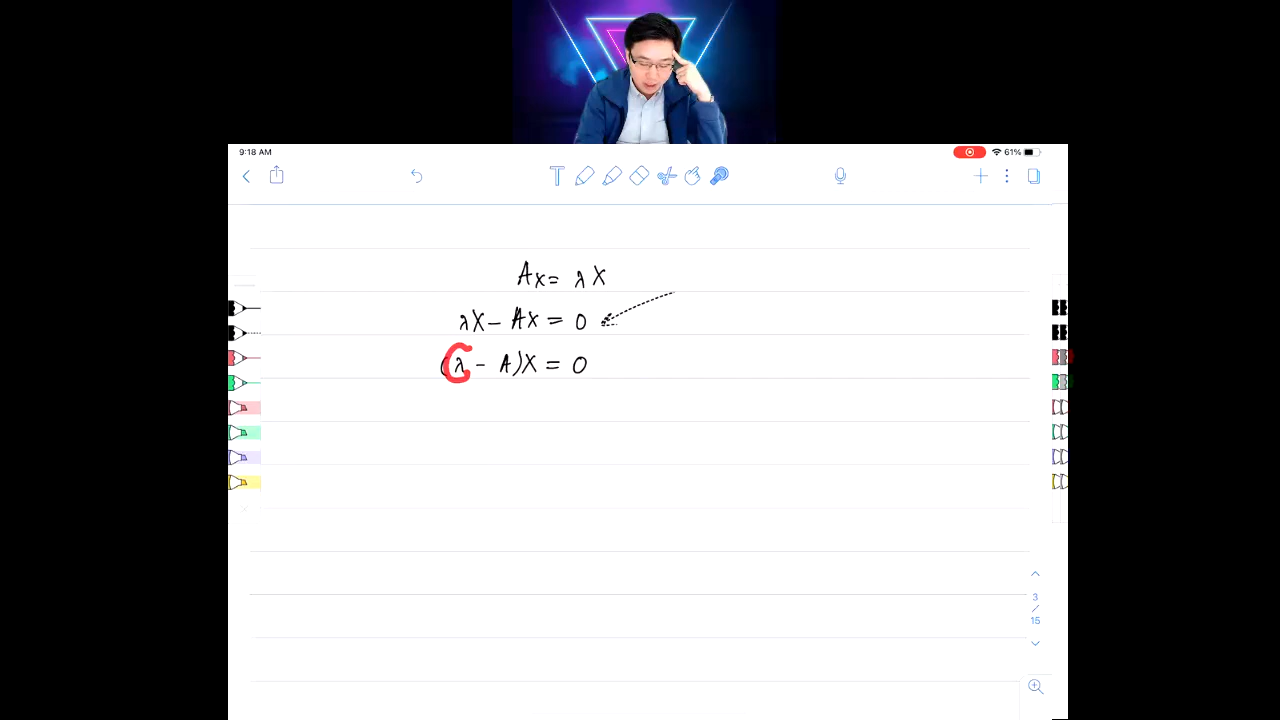 9:18 AM
61%
T
Ax = λX
λX - AX = 0
(λ - A)X = 0
3
/
15